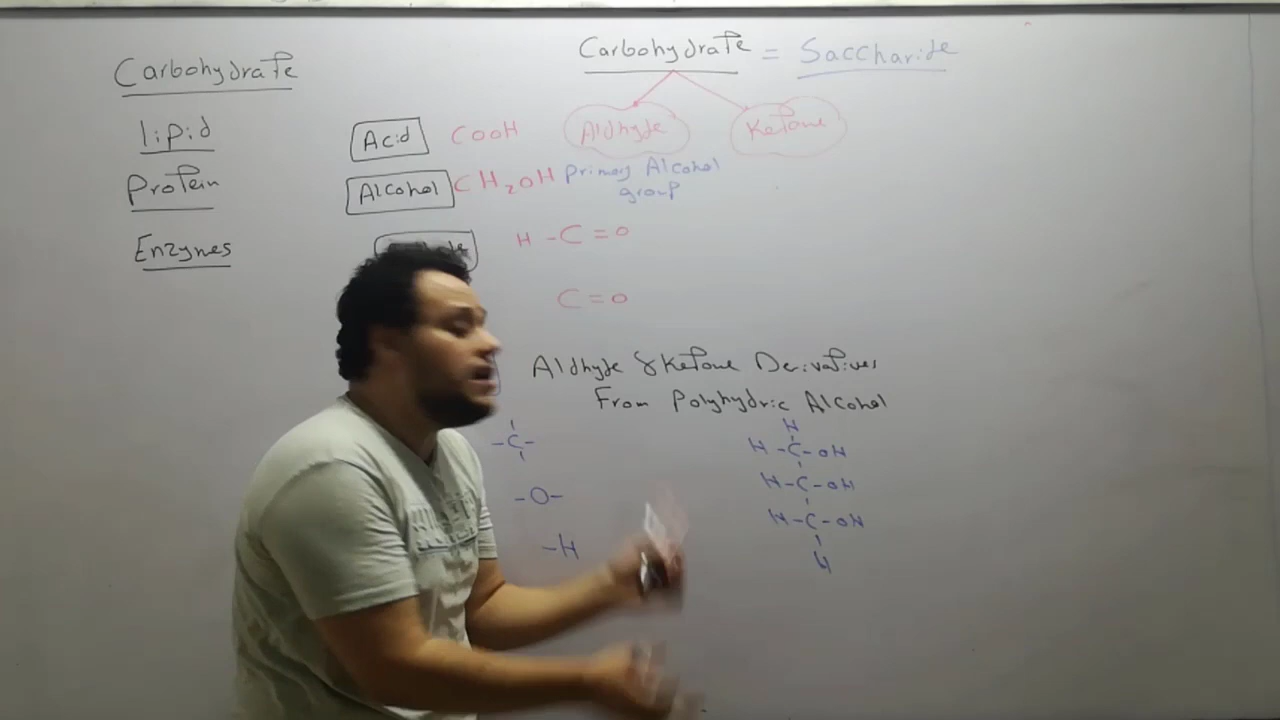 Carbohydrate
lipid
Protein
Enzymes
Carbohydrate = Saccharide
Aldhyde Ketone
Acid COOH
Alcohol CH2OH Primary Alcohol
group
H - C = O
C = O
Aldhyde & Ketone Derivatives
From Polyhydric Alcohol
- C -
- O -
- H
H
H - C - OH
H - C - OH
H - C - OH
H